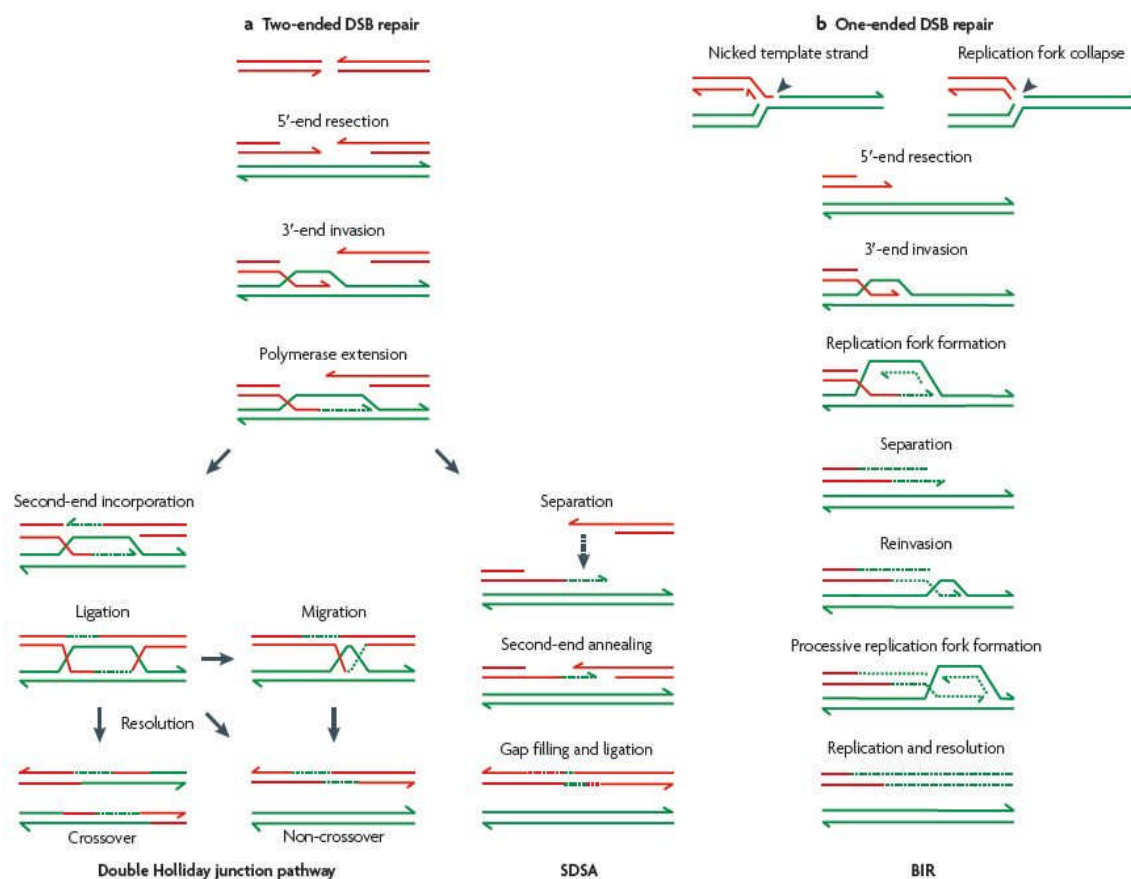 a Two-ended DSB repair
5′-end resection
3′-end invasion
Polymerase extension
Second-end incorporation
Ligation
Migration
Resolution
Crossover
Non-crossover
Double Holliday junction pathway
Separation
Second-end annealing
Gap filling and ligation
SDSA
b One-ended DSB repair
Nicked template strand
Replication fork collapse
5′-end resection
3′-end invasion
Replication fork formation
Separation
Reinvasion
Processive replication fork formation
Replication and resolution
BIR